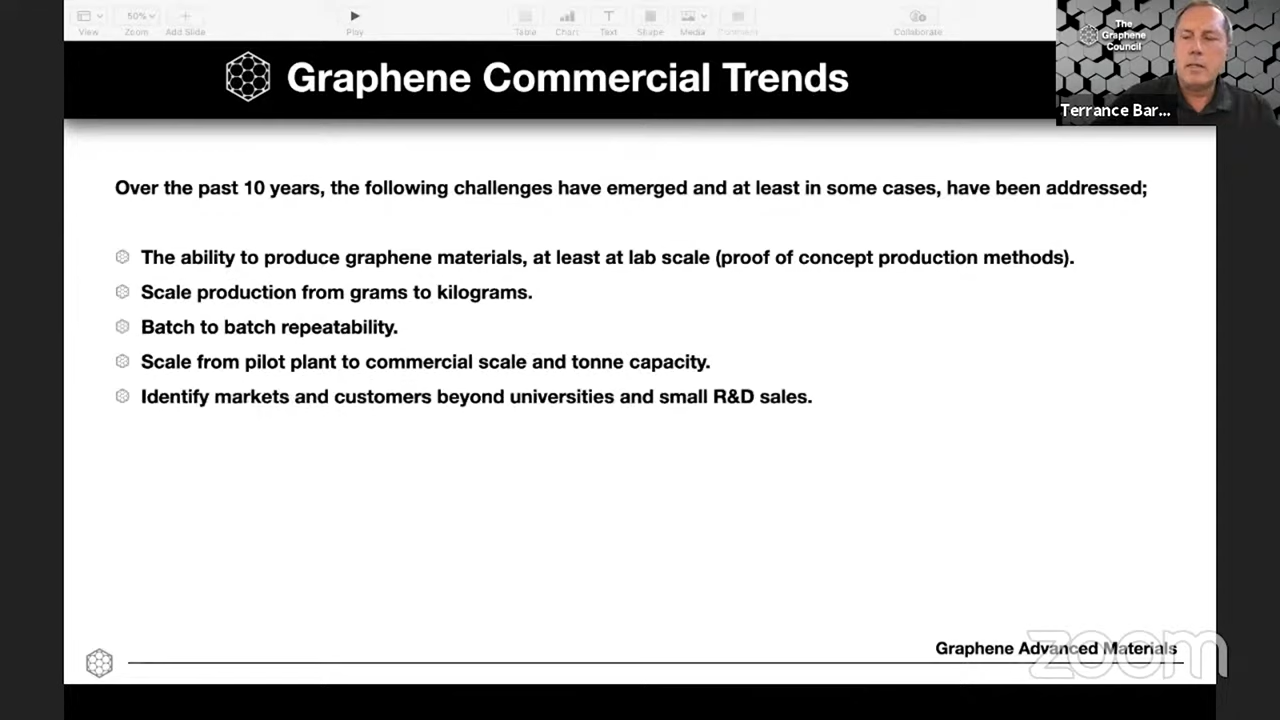 50%
View
Zoom
Add Slide
Play
Table
Chart
Text
Shape
Media
Comment
Collaborate
The
Graphene
Council
Terrance Bar...
Graphene Commercial Trends
Over the past 10 years, the following challenges have emerged and at least in some cases, have been addressed;
The ability to produce graphene materials, at least at lab scale (proof of concept production methods).
Scale production from grams to kilograms.
Batch to batch repeatability.
Scale from pilot plant to commercial scale and tonne capacity.
Identify markets and customers beyond universities and small R&D sales.
Graphene Advanced Materials
zoom